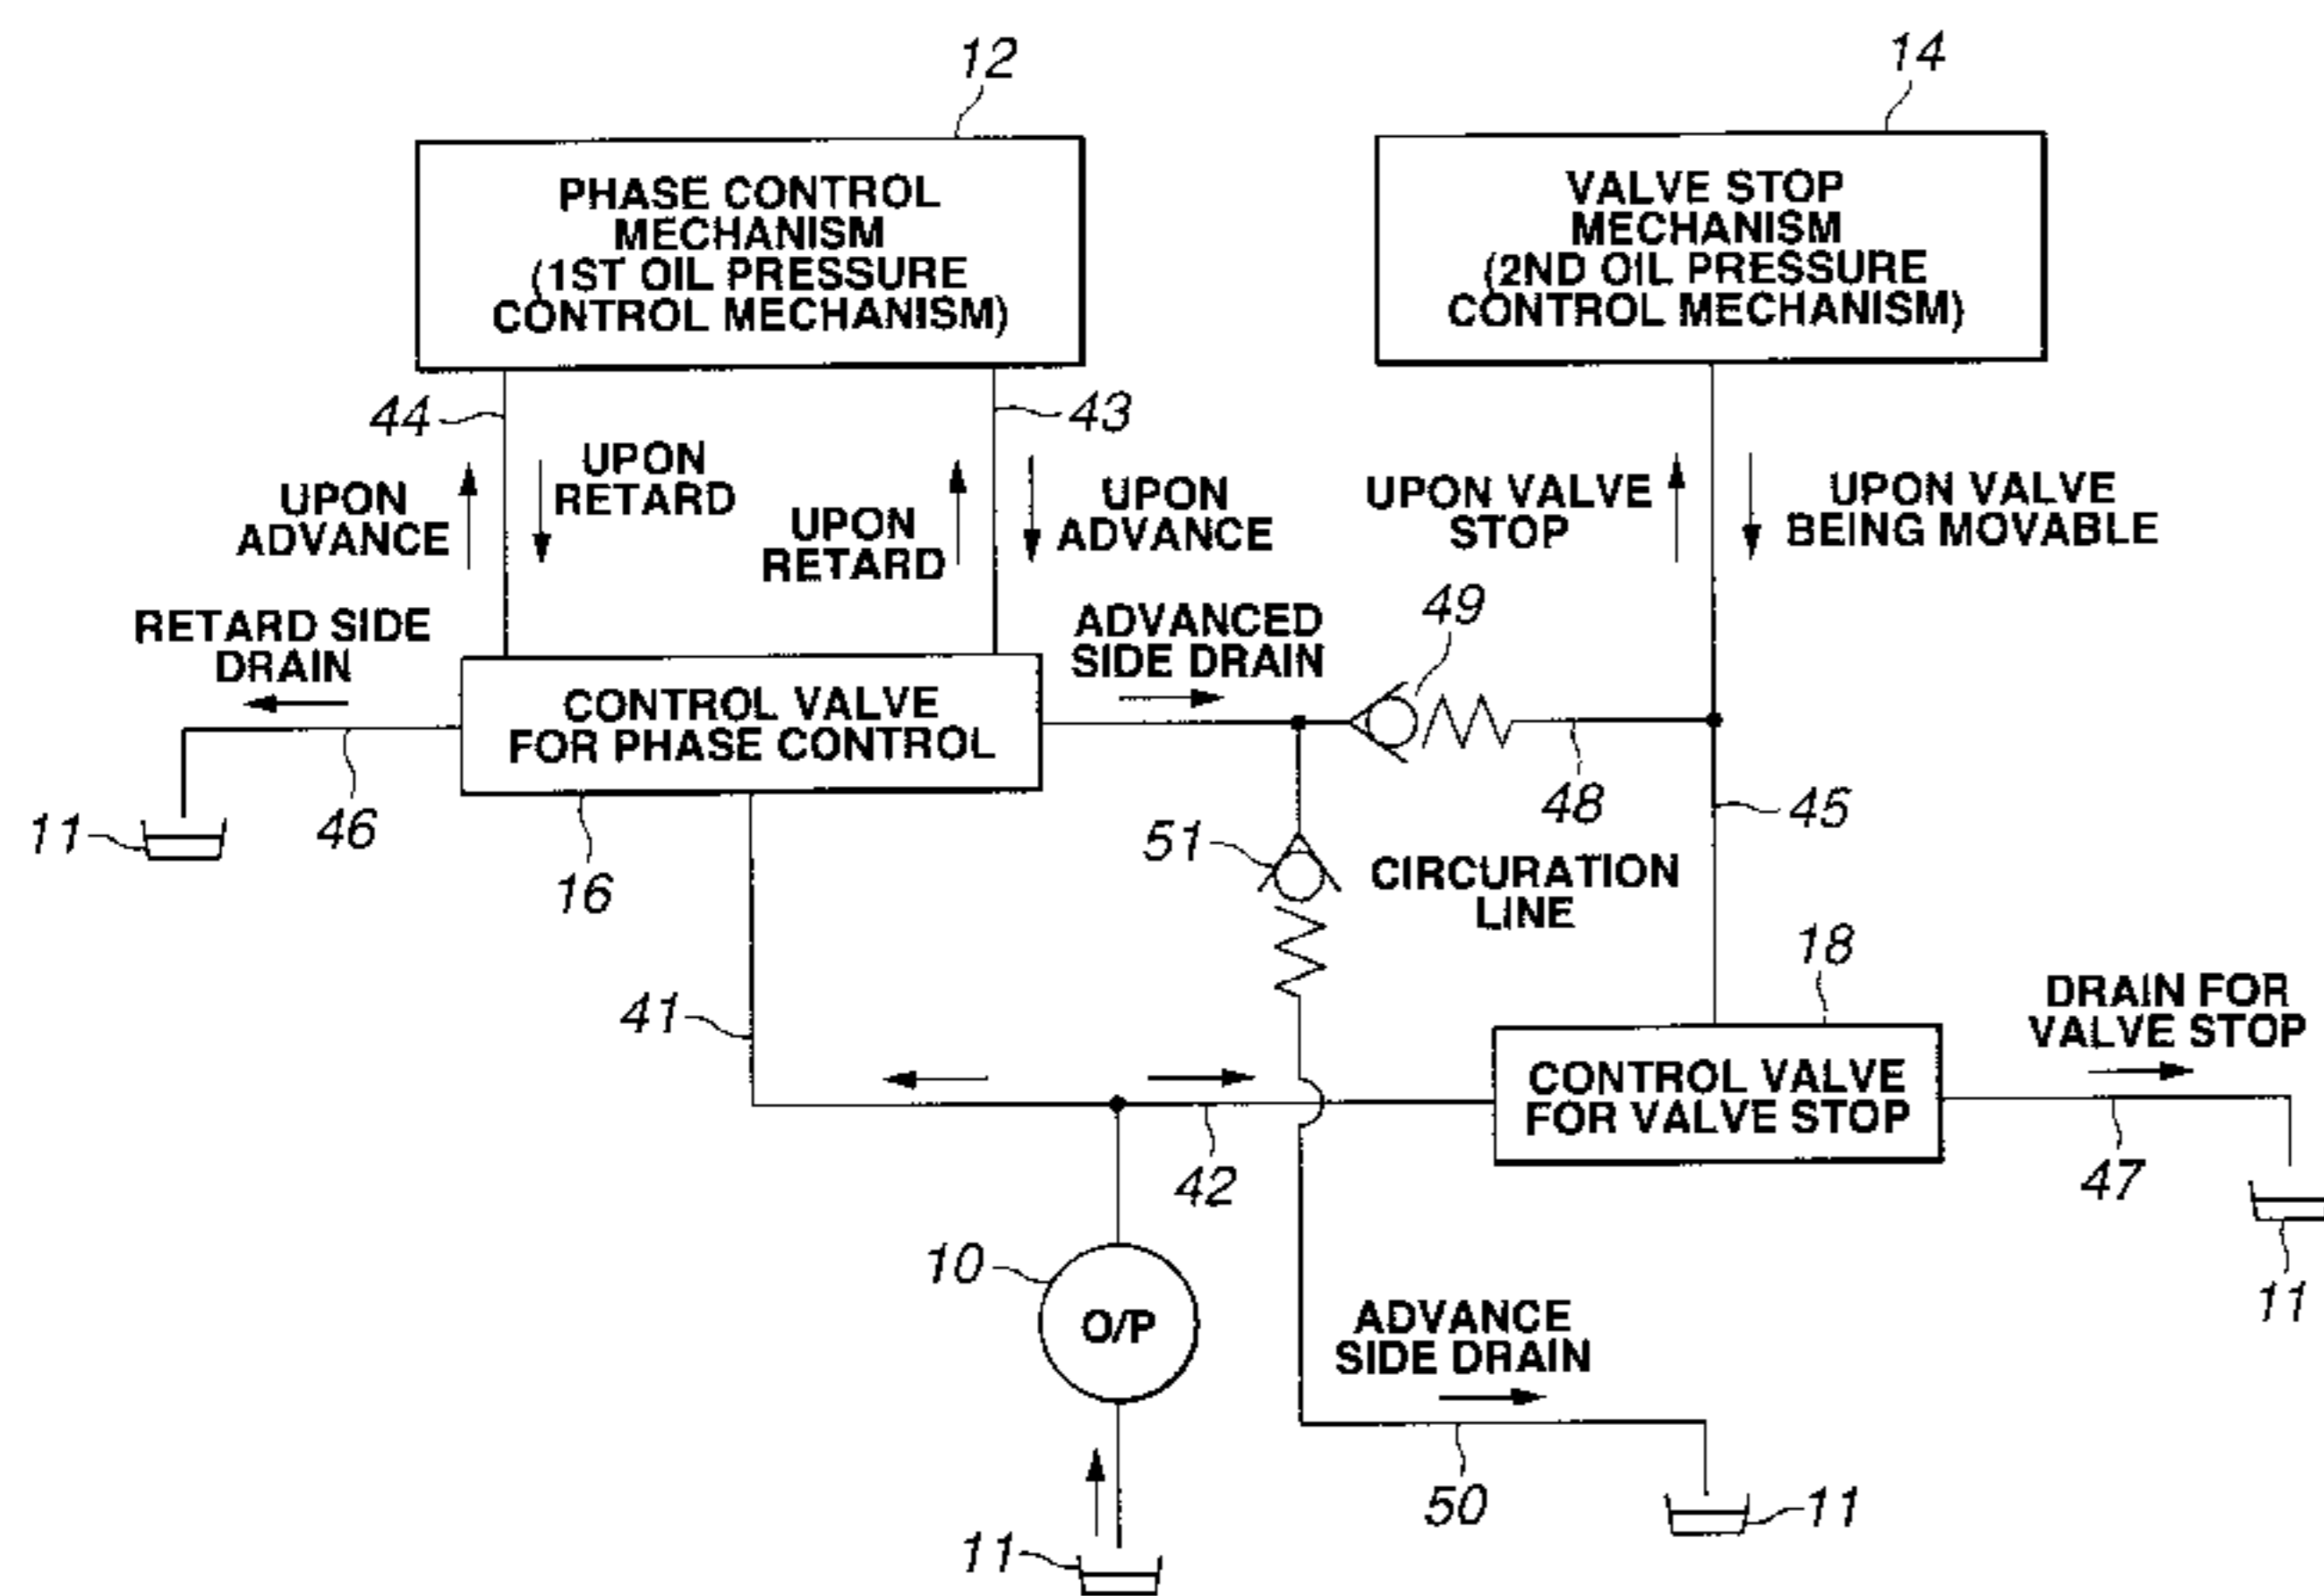 12
14
PHASE CONTROL
MECHANISM
(1ST OIL PRESSURE
CONTROL MECHANISM)
VALVE STOP
MECHANISM
(2ND OIL PRESSURE
CONTROL MECHANISM)
44
43
UPON
ADVANCE
UPON
RETARD
UPON
RETARD
UPON
ADVANCE
UPON VALVE
STOP
UPON VALVE
BEING MOVABLE
RETARD SIDE
DRAIN
ADVANCED
SIDE DRAIN
49
CONTROL VALVE
FOR PHASE CONTROL
48
45
11
46
16
51
CIRCURATION
LINE
18
41
DRAIN FOR
VALVE STOP
CONTROL VALVE
FOR VALVE STOP
42
47
10
O/P
11
ADVANCE
SIDE DRAIN
50
11
11